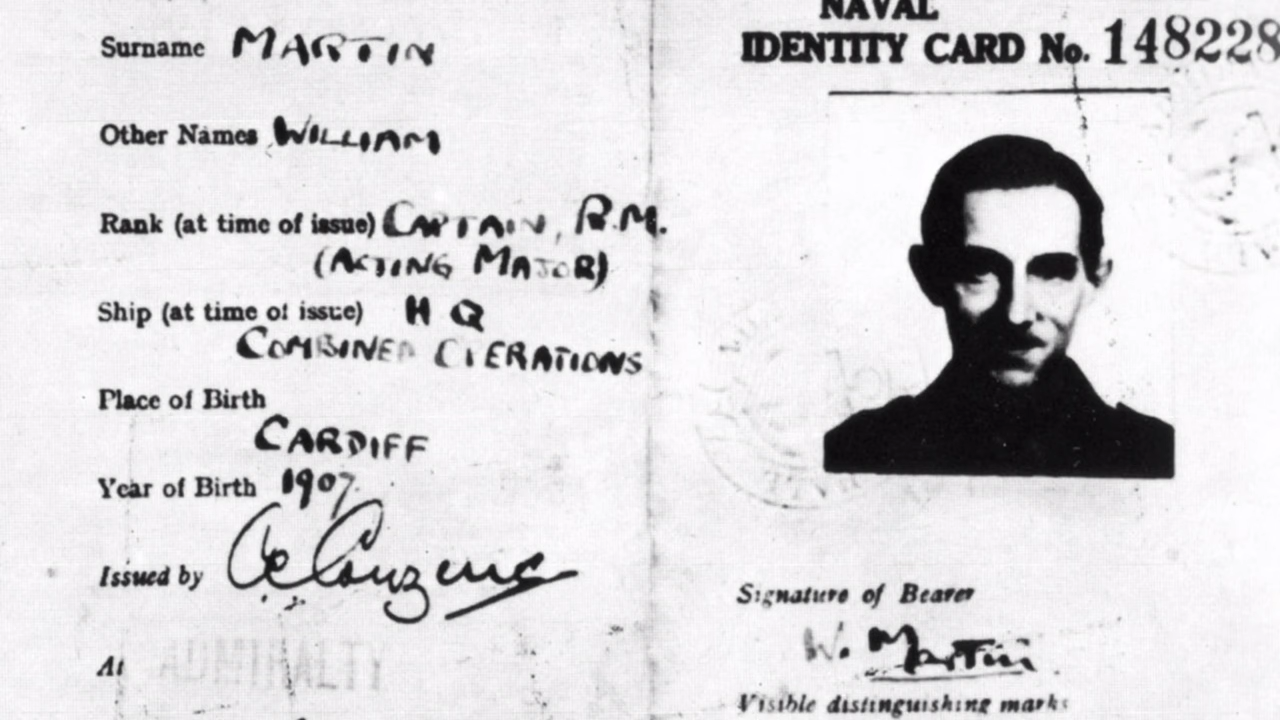 Surname MARTIN
Other Names WILLIAM
Rank (at time of issue) CAPTAIN, R.M.
(ACTING MAJOR)
Ship (at time of issue) H Q
COMBINED OPERATIONS
Place of Birth
CARDIFF
Year of Birth 1907
Issued by
At ADMIRALTY
NAVAL
IDENTITY CARD No. 148228
Signature of Bearer
W. Martin
Visible distinguishing marks